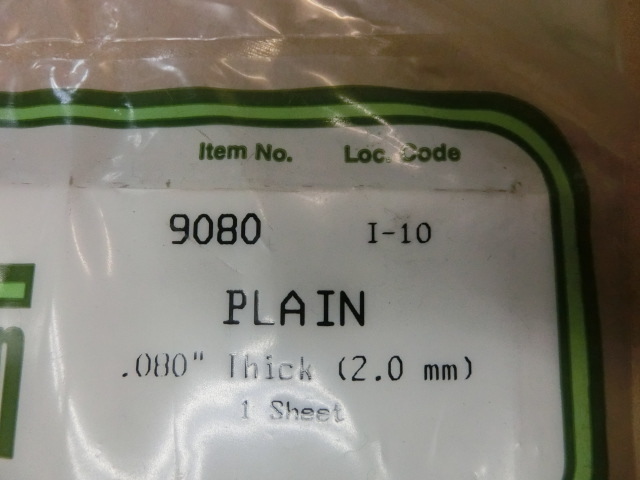 Item No. Loc. Code
9080 I-10
PLAIN
.080" Thick (2.0 mm)
1 Sheet